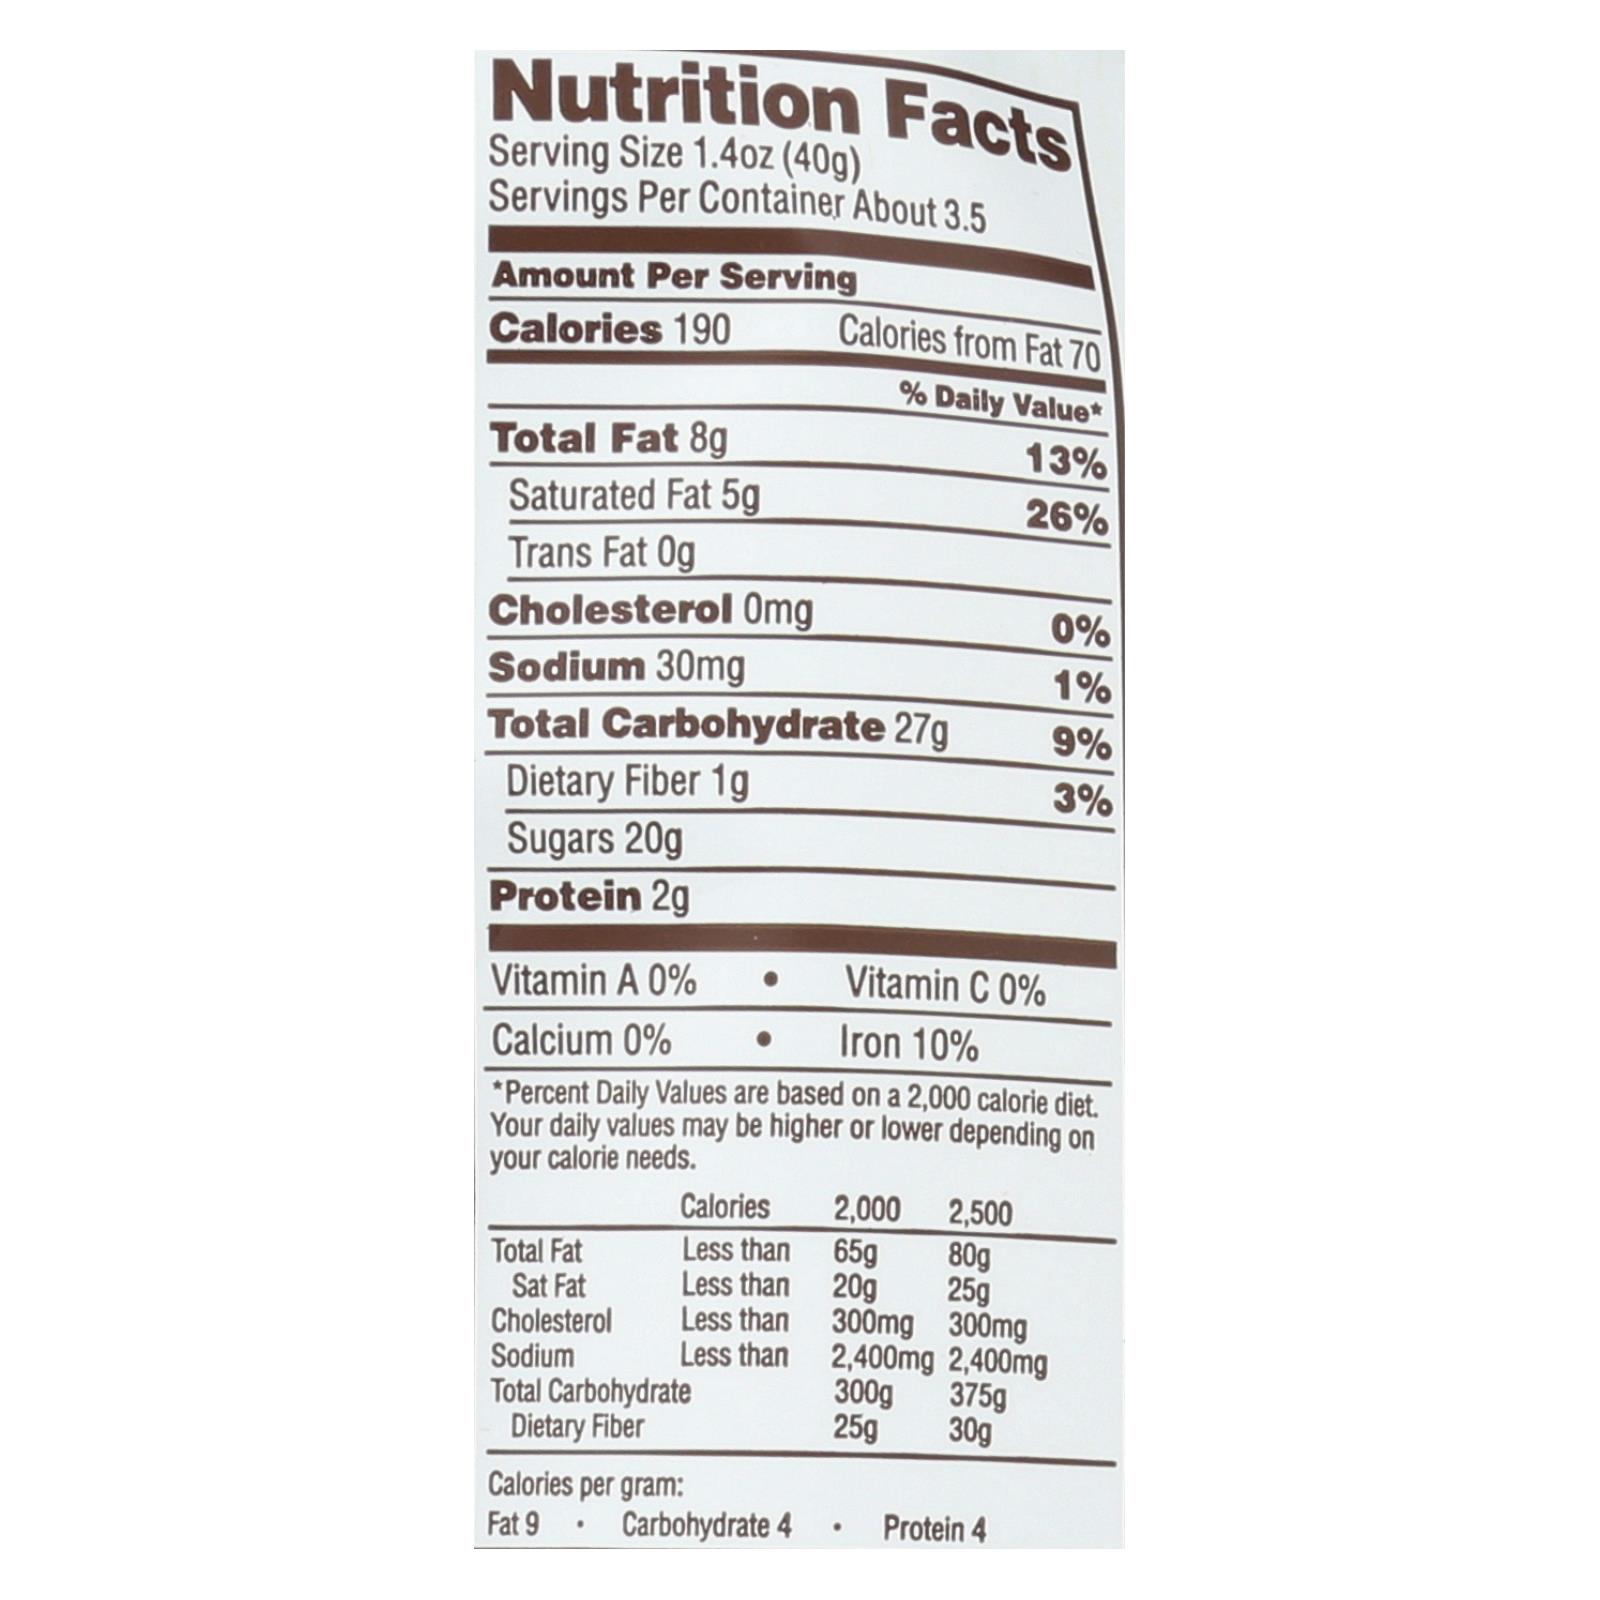 Nutrition Facts
Serving Size 1.4oz (40g)
Servings Per Container About 3.5
Amount Per Serving
Calories 190 Calories from Fat 70
% Daily Value*
Total Fat 8g 13%
Saturated Fat 5g 26%
Trans Fat 0g
Cholesterol 0mg 0%
Sodium 30mg 1%
Total Carbohydrate 27g 9%
Dietary Fiber 1g 3%
Sugars 20g
Protein 2g
Vitamin A 0% • Vitamin C 0%
Calcium 0% • Iron 10%
*Percent Daily Values are based on a 2,000 calorie diet.
Your daily values may be higher or lower depending on
your calorie needs.
Calories 2,000 2,500
Total Fat Less than 65g 80g
Sat Fat Less than 20g 25g
Cholesterol Less than 300mg 300mg
Sodium Less than 2,400mg 2,400mg
Total Carbohydrate 300g 375g
Dietary Fiber 25g 30g
Calories per gram:
Fat 9 • Carbohydrate 4 • Protein 4